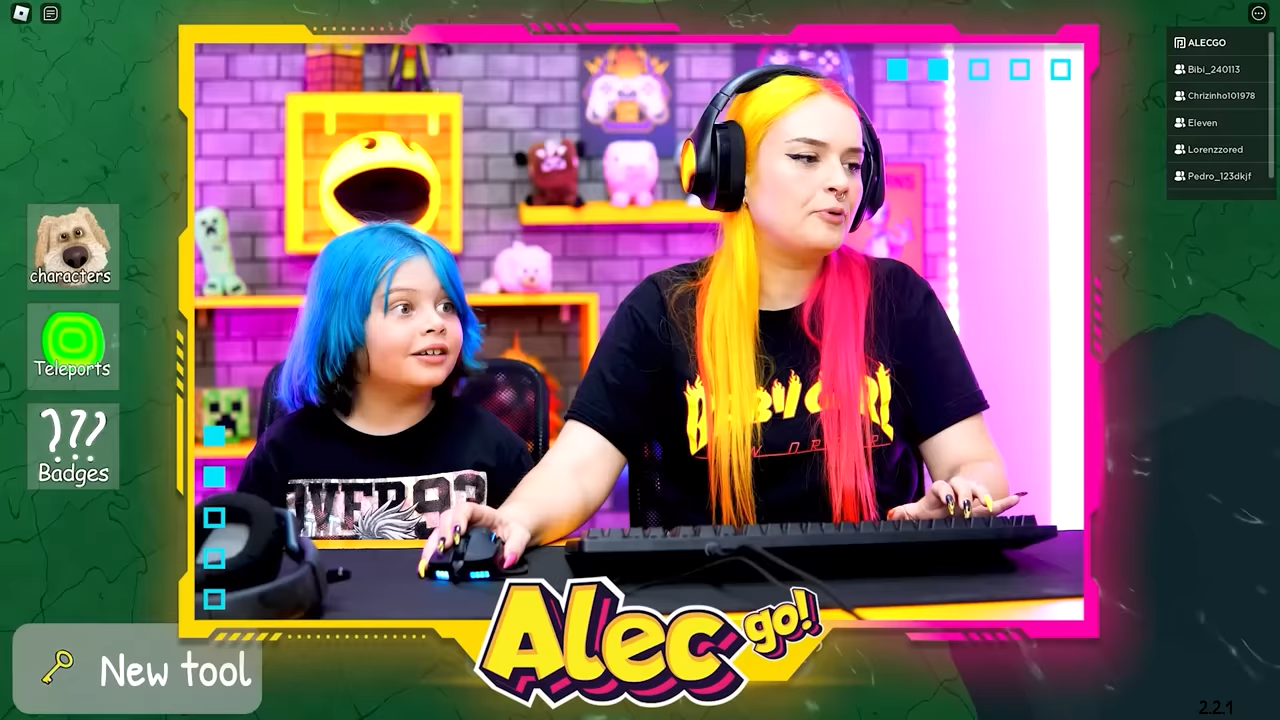 ALECGO
Bibi_240113
Chrizinho101978
Eleven
Lorenzzored
Pedro_123dkjf
characters
Teleports
???
Badges
New tool
Alec
go!
2.2.1